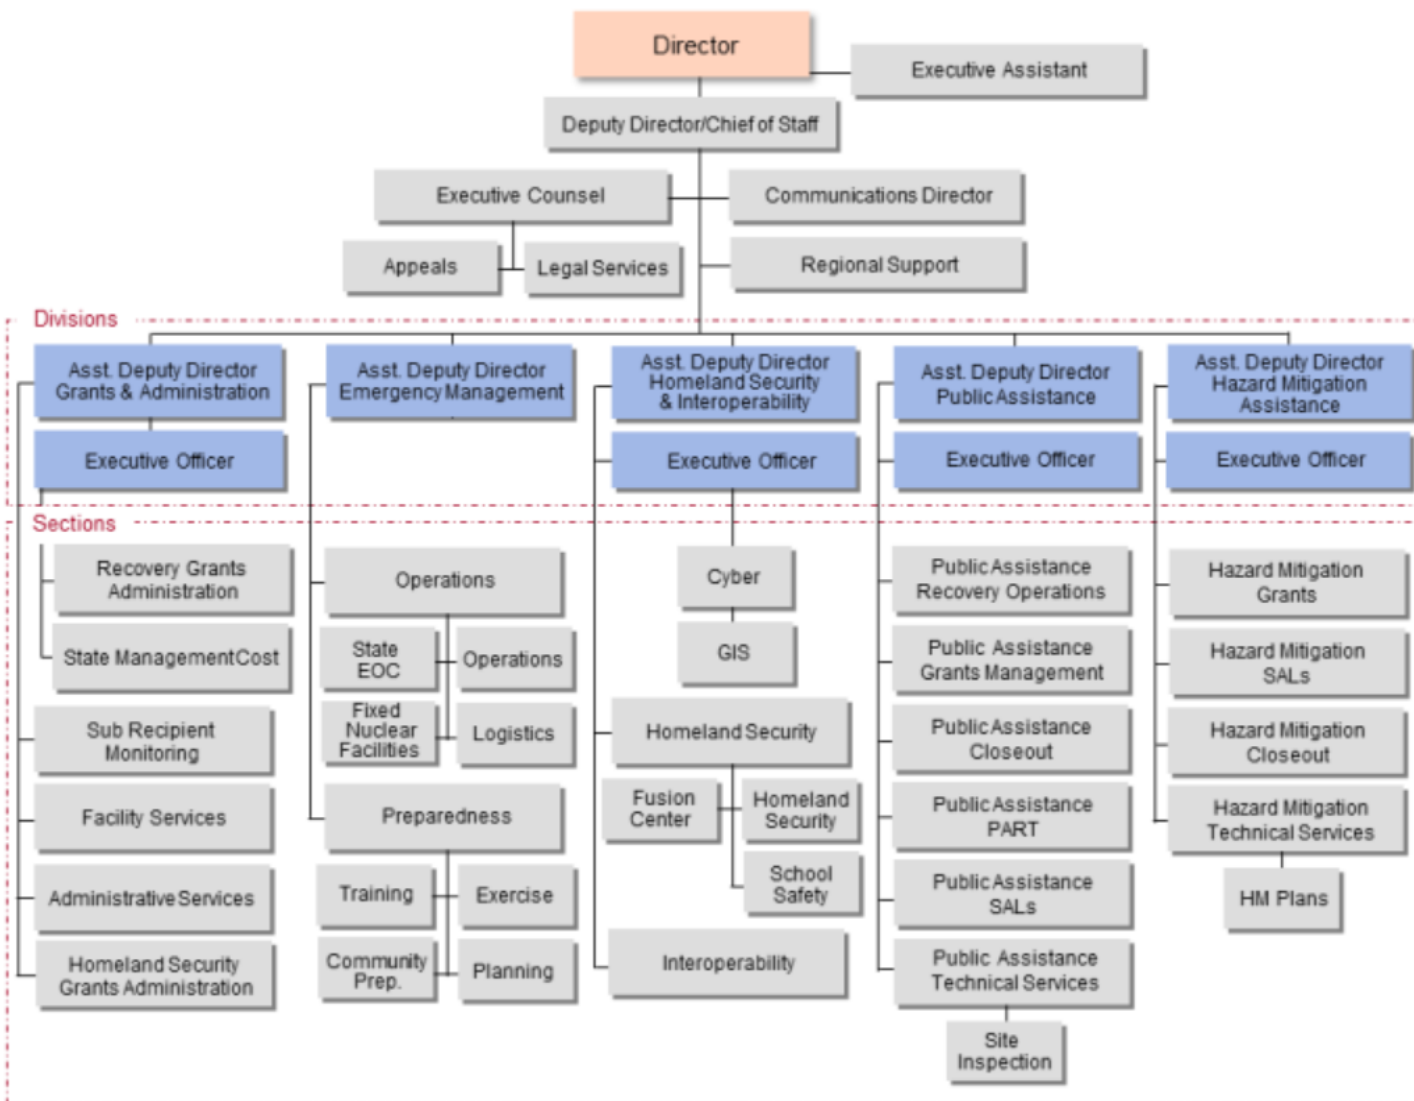 Director
Executive Assistant
Deputy Director/Chief of Staff
Executive Counsel
Communications Director
Appeals
Legal Services
Regional Support
Divisions
Asst. Deputy Director
Grants & Administration
Asst. Deputy Director
Emergency Management
Asst. Deputy Director
Homeland Security
& Interoperability
Asst. Deputy Director
Public Assistance
Asst. Deputy Director
Hazard Mitigation
Assistance
Executive Officer
Executive Officer
Executive Officer
Executive Officer
Sections
Recovery Grants
Administration
State Management Cost
Sub Recipient
Monitoring
Facility Services
Administrative Services
Homeland Security
Grants Administration
Operations
State
EOC
Operations
Fixed
Nuclear
Facilities
Logistics
Preparedness
Training
Exercise
Community
Prep.
Planning
Cyber
GIS
Homeland Security
Fusion
Center
Homeland
Security
School
Safety
Interoperability
Public Assistance
Recovery Operations
Public Assistance
Grants Management
Public Assistance
Closeout
Public Assistance
PART
Public Assistance
SALs
Public Assistance
Technical Services
Site
Inspection
Hazard Mitigation
Grants
Hazard Mitigation
SALs
Hazard Mitigation
Closeout
Hazard Mitigation
Technical Services
HM Plans